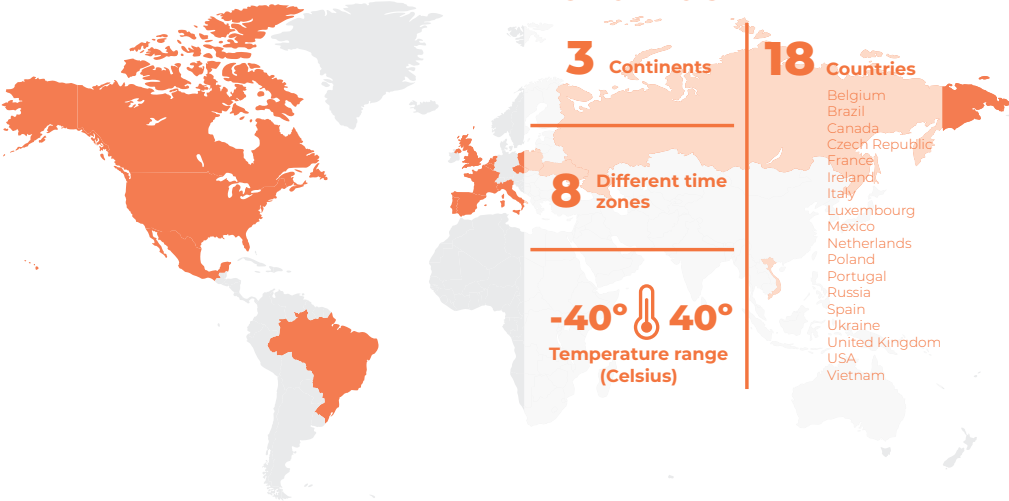 3 Continents
8 Different time
zones
-40° 40°
Temperature range
(Celsius)
18 Countries
Belgium
Brazil
Canada
Czech Republic
France
Ireland
Italy
Luxembourg
Mexico
Netherlands
Poland
Portugal
Russia
Spain
Ukraine
United Kingdom
USA
Vietnam